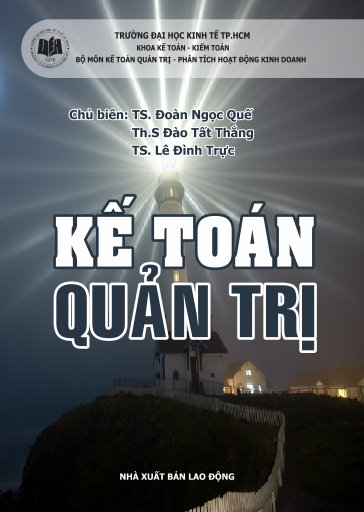 TRƯỜNG ĐẠI HỌC KINH TẾ TP.HCM
KHOA KẾ TOÁN - KIỂM TOÁN
BỘ MÔN KẾ TOÁN QUẢN TRỊ - PHÂN TÍCH HOẠT ĐỘNG KINH DOANH
1976
Chủ biên: TS. Đoàn Ngọc Quế
Th.S Đào Tất Thắng
TS. Lê Đình Trực
KẾ TOÁN
QUẢN TRỊ
NHÀ XUẤT BẢN LAO ĐỘNG